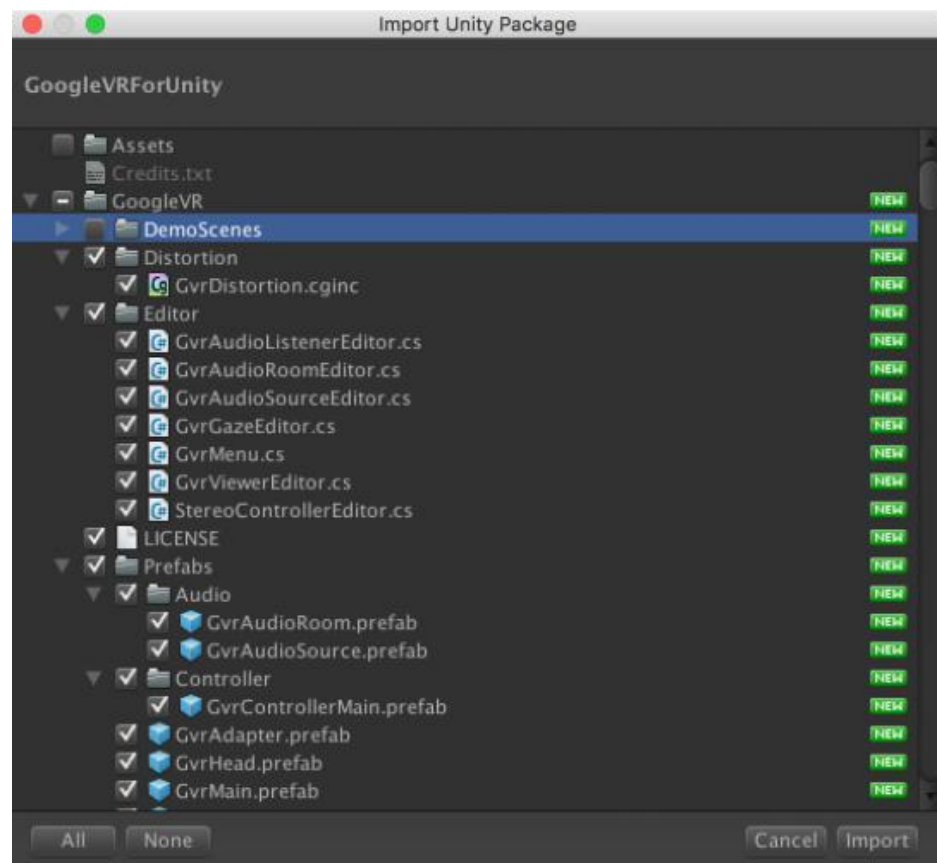 Import Unity Package
GoogleVRForUnity
Assets
Credits.txt
GoogleVR NEW
DemoScenes NEW
Distortion NEW
Cg GvrDistortion.cginc NEW
Editor NEW
C# GvrAudioListenerEditor.cs NEW
C# GvrAudioRoomEditor.cs NEW
C# GvrAudioSourceEditor.cs NEW
C# GvrGazeEditor.cs NEW
C# GvrMenu.cs NEW
C# GvrViewerEditor.cs NEW
C# StereoControllerEditor.cs NEW
LICENSE NEW
Prefabs NEW
Audio NEW
GvrAudioRoom.prefab NEW
GvrAudioSource.prefab NEW
Controller NEW
GvrControllerMain.prefab NEW
GvrAdapter.prefab NEW
GvrHead.prefab NEW
GvrMain.prefab NEW
All None Cancel Import